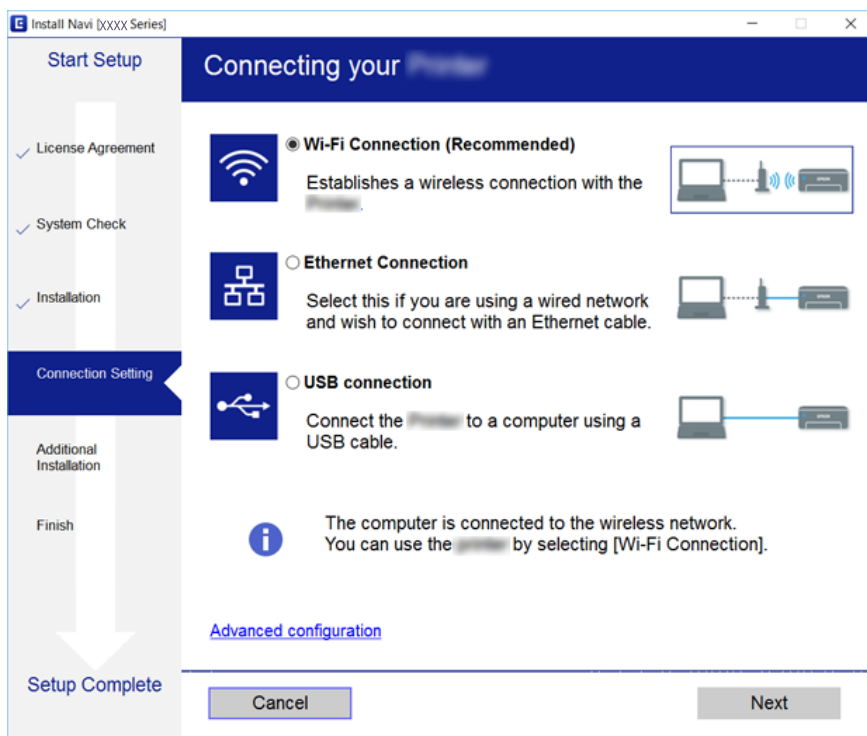 Install Navi [XXXX Series]
Start Setup
License Agreement
System Check
Installation
Connection Setting
Additional
Installation
Finish
Setup Complete
Connecting your
Wi-Fi Connection (Recommended)
Establishes a wireless connection with the
.
Ethernet Connection
Select this if you are using a wired network
and wish to connect with an Ethernet cable.
USB connection
Connect the to a computer using a
USB cable.
The computer is connected to the wireless network.
You can use the by selecting [Wi-Fi Connection].
Advanced configuration
Cancel
Next